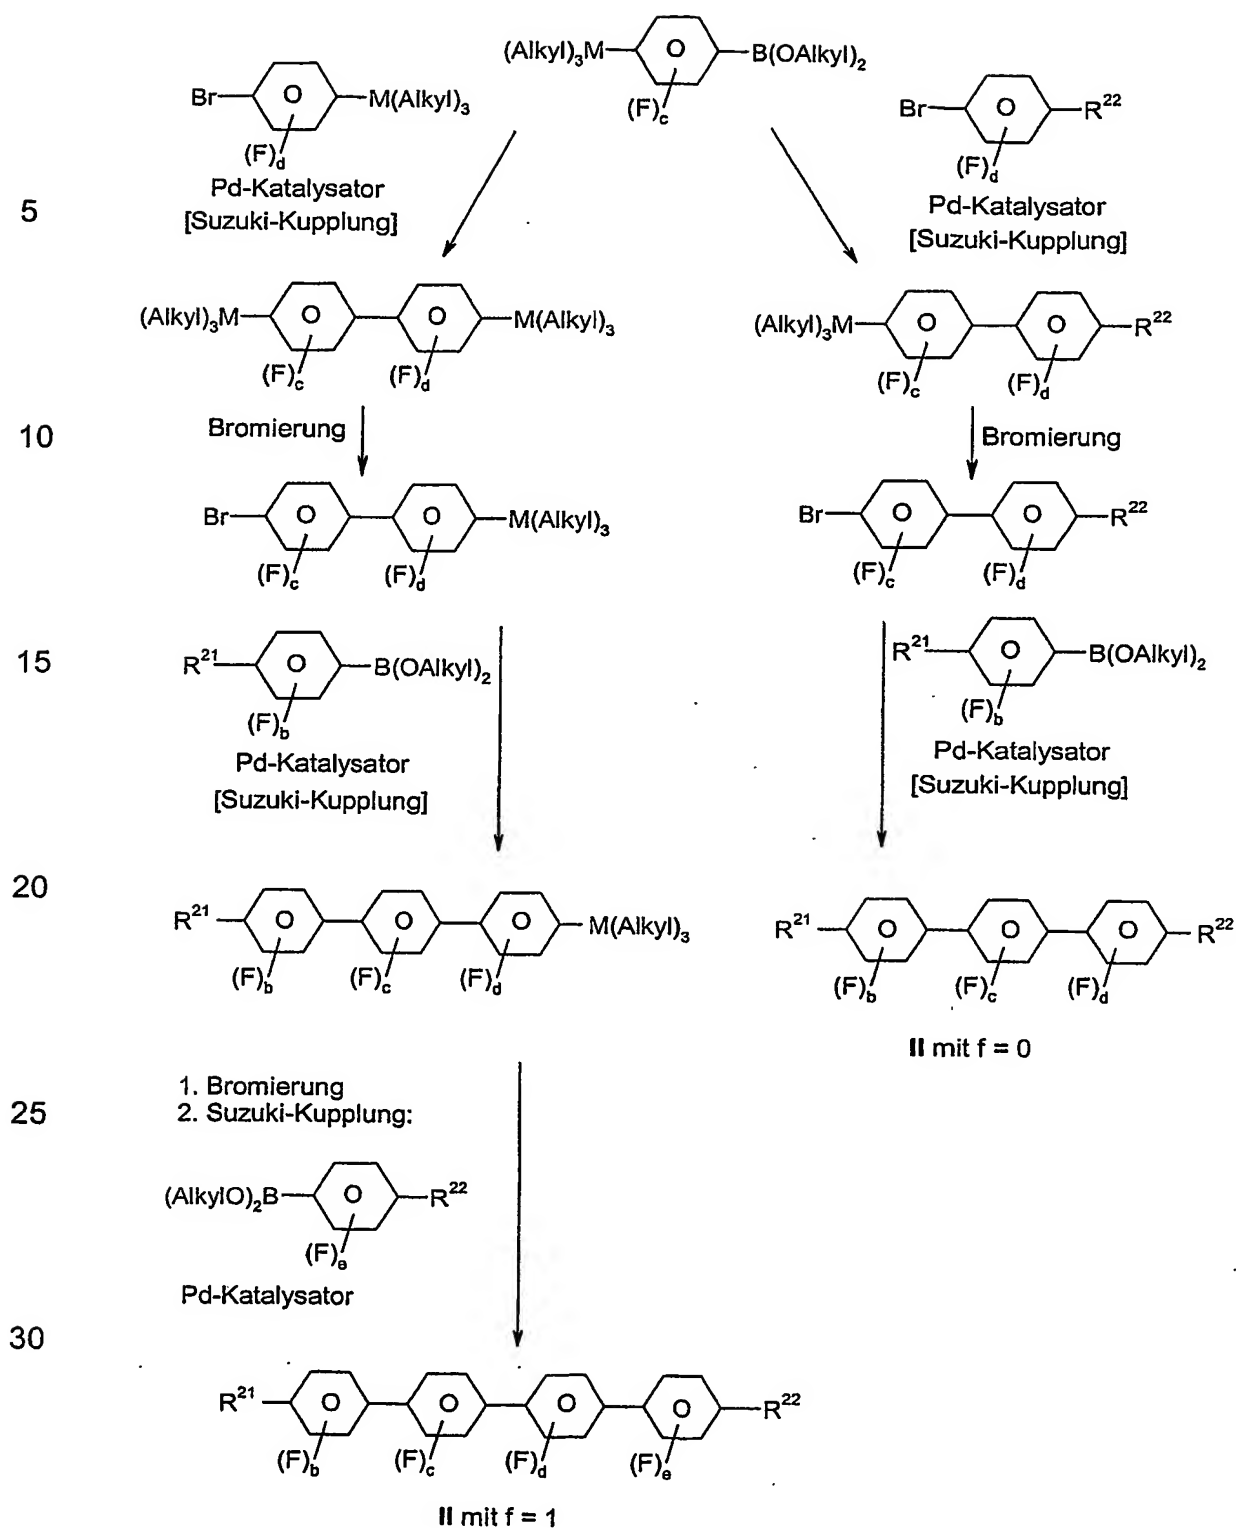 (Alkyl)₃M O B(OAlkyl)₂
(F)c
Br O M(Alkyl)₃
(F)d
Pd-Katalysator
[Suzuki-Kupplung]
Br O R²²
(F)d
Pd-Katalysator
[Suzuki-Kupplung]
5
(Alkyl)₃M O O M(Alkyl)₃
(F)c (F)d
(Alkyl)₃M O O R²²
(F)c (F)d
10
Bromierung
Bromierung
Br O O M(Alkyl)₃
(F)c (F)d
Br O O R²²
(F)c (F)d
15
R²¹ O B(OAlkyl)₂
(F)b
Pd-Katalysator
[Suzuki-Kupplung]
R²¹ O B(OAlkyl)₂
(F)b
Pd-Katalysator
[Suzuki-Kupplung]
20
R²¹ O O O M(Alkyl)₃
(F)b (F)c (F)d
R²¹ O O O R²²
(F)b (F)c (F)d
II mit f = 0
25
1. Bromierung
2. Suzuki-Kupplung:
(AlkylO)₂B O R²²
(F)e
Pd-Katalysator
30
R²¹ O O O O R²²
(F)b (F)c (F)d (F)e
II mit f = 1